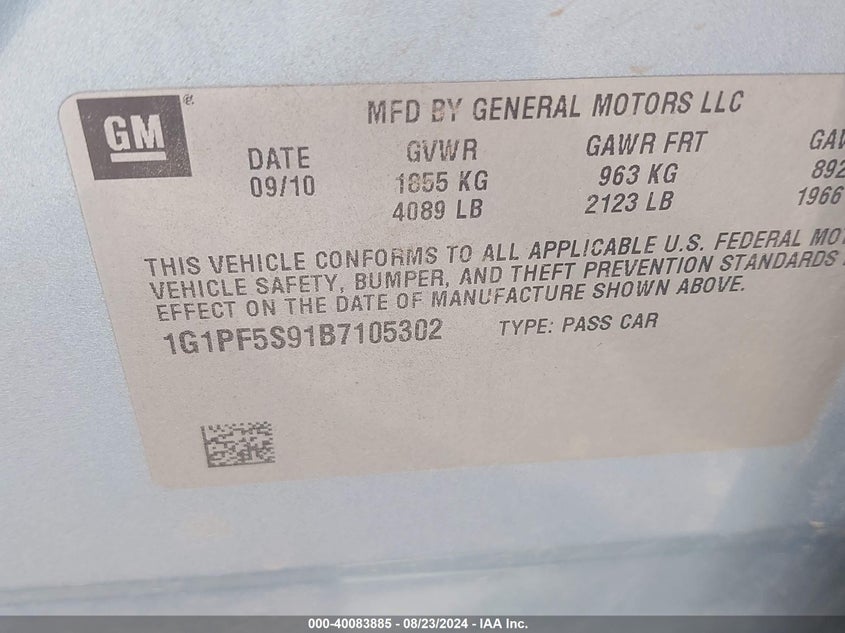 GM
MFD BY GENERAL MOTORS LLC
DATE GVWR GAWR FRT
09/10 1855 KG 963 KG 892
4089 LB 2123 LB 1966
THIS VEHICLE CONFORMS TO ALL APPLICABLE U.S. FEDERAL
VEHICLE SAFETY, BUMPER, AND THEFT PREVENTION STANDARDS
EFFECT ON THE DATE OF MANUFACTURE SHOWN ABOVE.
1G1PF5S91B7105302 TYPE: PASS CAR
000-40083885 - 08/23/2024 - IAA Inc.